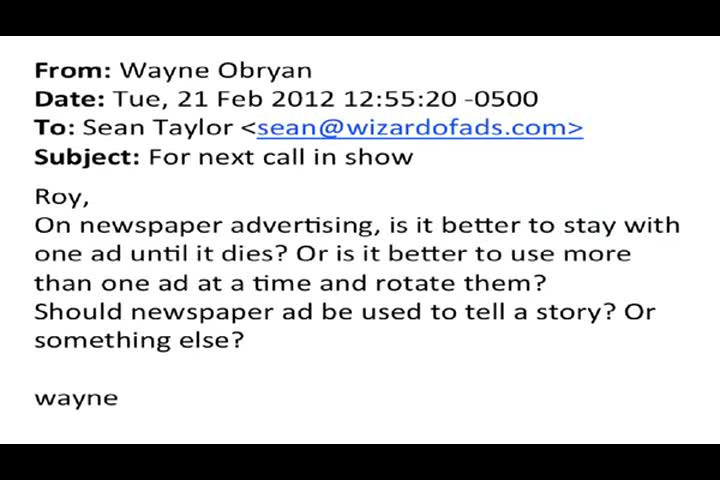 From: Wayne Obryan
Date: Tue, 21 Feb 2012 12:55:20 -0500
To: Sean Taylor <sean@wizardofads.com>
Subject: For next call in show
Roy,
On newspaper advertising, is it better to stay with
one ad until it dies? Or is it better to use more
than one ad at a time and rotate them?
Should newspaper ad be used to tell a story? Or
something else?
wayne